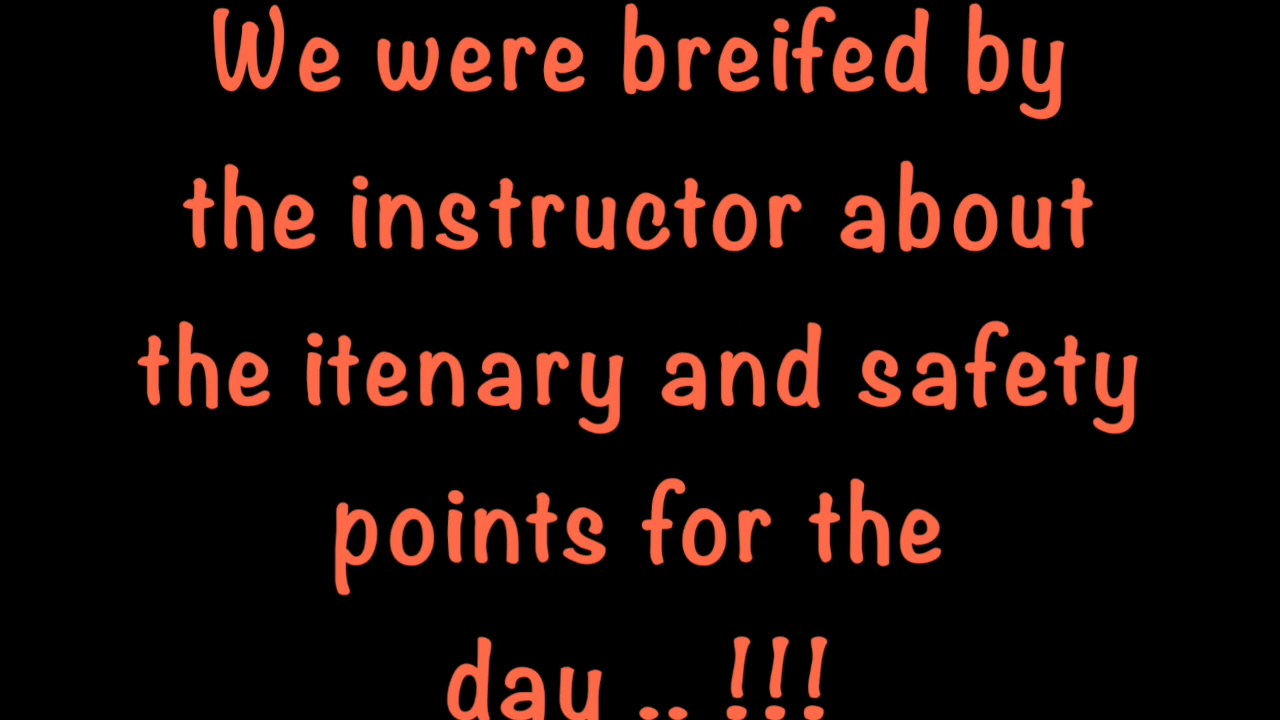 We were breifed by
the instructor about
the itenary and safety
points for the
day .. !!!